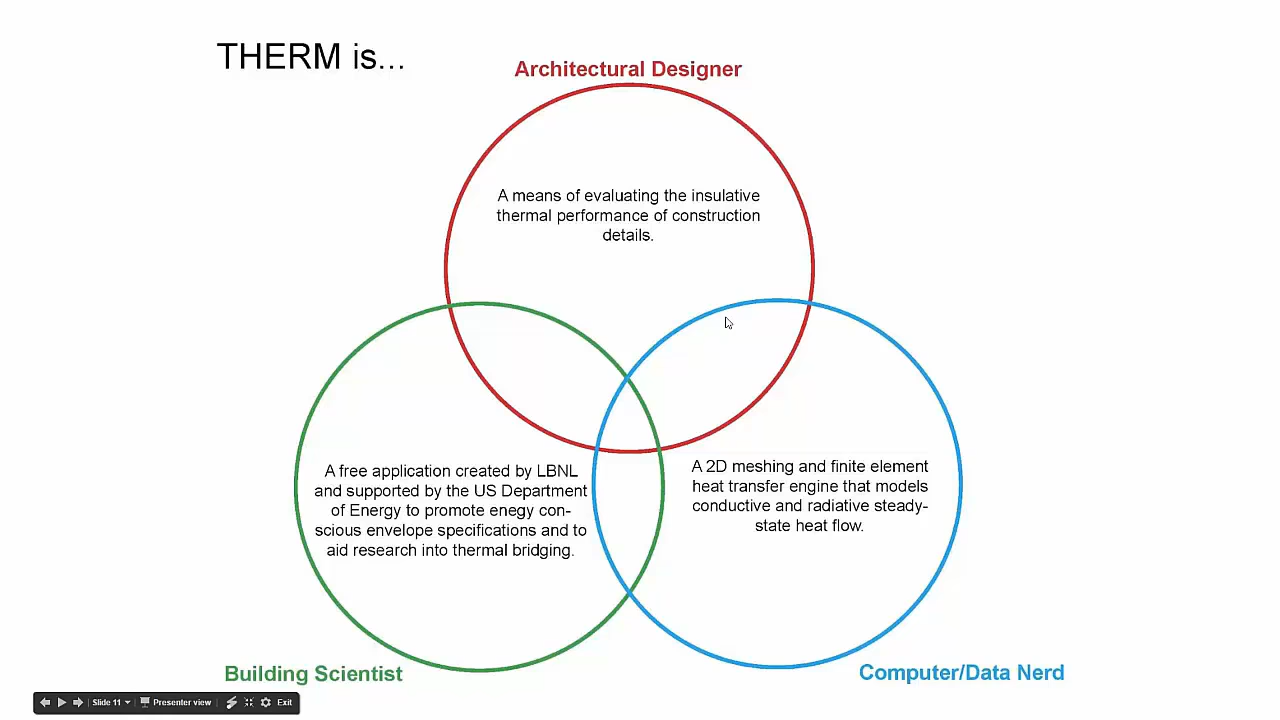 THERM is...
Architectural Designer
A means of evaluating the insulative
thermal performance of construction
details.
A free application created by LBNL
and supported by the US Department
of Energy to promote enegy con-
scious envelope specifications and to
aid research into thermal bridging.
A 2D meshing and finite element
heat transfer engine that models
conductive and radiative steady-
state heat flow.
Building Scientist
Computer/Data Nerd
Slide 11
Presenter view
Exit